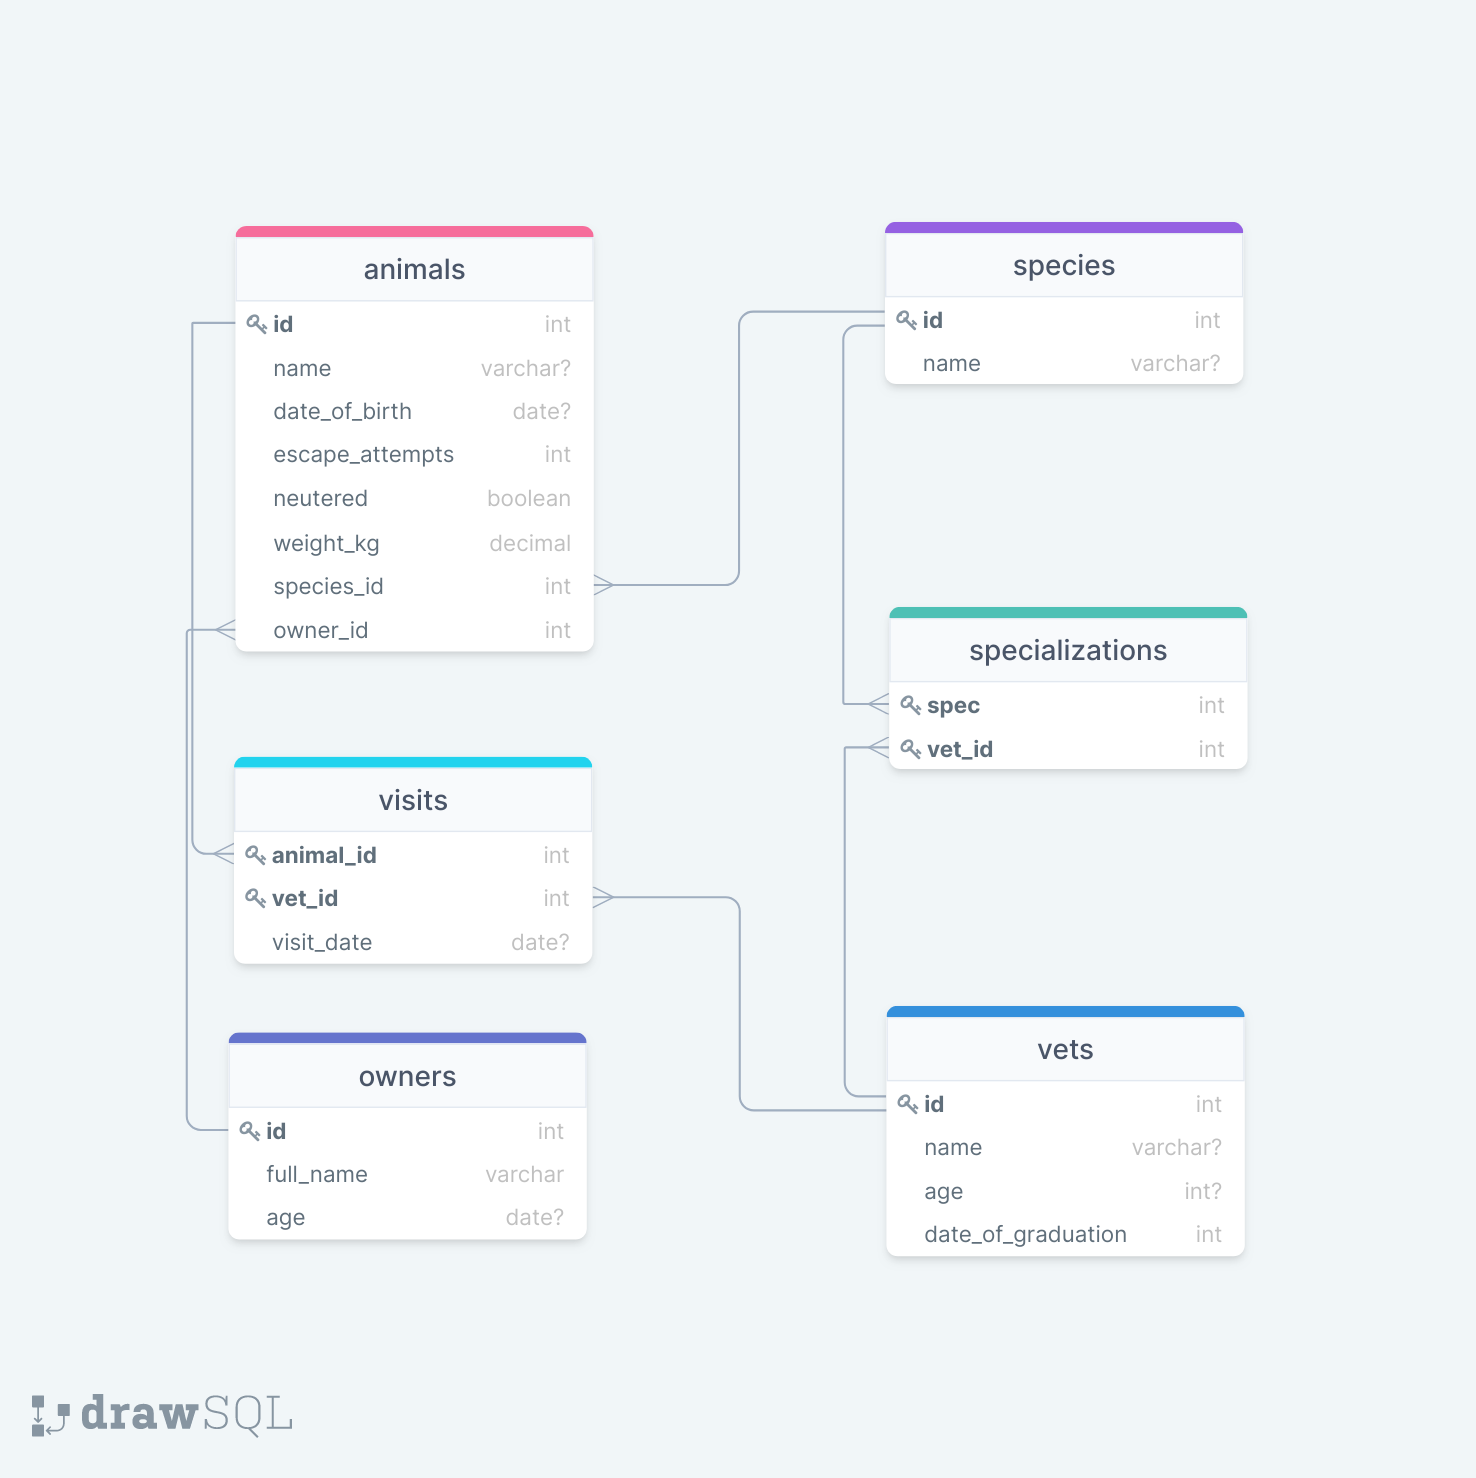 animals
id int
name varchar?
date_of_birth date?
escape_attempts int
neutered boolean
weight_kg decimal
species_id int
owner_id int
species
id int
name varchar?
specializations
spec int
vet_id int
visits
animal_id int
vet_id int
visit_date date?
owners
id int
full_name varchar
age date?
vets
id int
name varchar?
age int?
date_of_graduation int
drawSQL